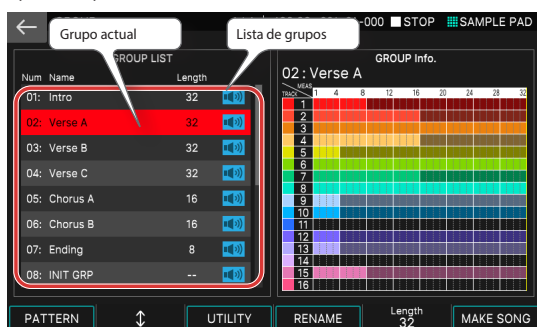 Grupo actual
Lista de grupos
-000 STOP SAMPLE PAD
GROUP LIST
GROUP Info.
Num Name Length
02: Verse A
01: Intro 32
02: Verse A 32
03: Verse B 32
04: Verse C 32
05: Chorus A 16
06: Chorus B 16
07: Ending 8
08: INIT GRP --
MEAS
TRACK 1 4 8 12 16 20 24 28 32
1
2
3
4
5
6
7
8
9
10
11
12
13
14
15
16
PATTERN UTILITY RENAME Length 32 MAKE SONG